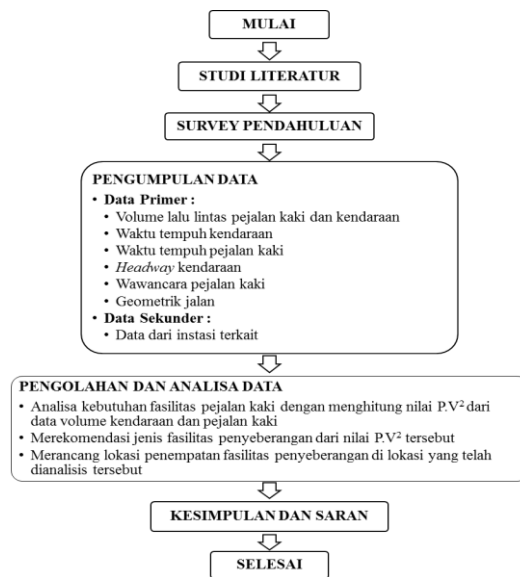 MULAI
STUDI LITERATUR
SURVEY PENDAHULUAN
PENGUMPULAN DATA
• Data Primer :
• Volume lalu lintas pejalan kaki dan kendaraan
• Waktu tempuh kendaraan
• Waktu tempuh pejalan kaki
• Headway kendaraan
• Wawancara pejalan kaki
• Geometrik jalan
• Data Sekunder :
• Data dari instasi terkait
PENGOLAHAN DAN ANALISA DATA
• Analisa kebutuhan fasilitas pejalan kaki dengan menghitung nilai P.V² dari
data volume kendaraan dan pejalan kaki
• Merekomendasi jenis fasilitas penyeberangan dari nilai P.V² tersebut
• Merancang lokasi penempatan fasilitas penyeberangan di lokasi yang telah
dianalisis tersebut
KESIMPULAN DAN SARAN
SELESAI